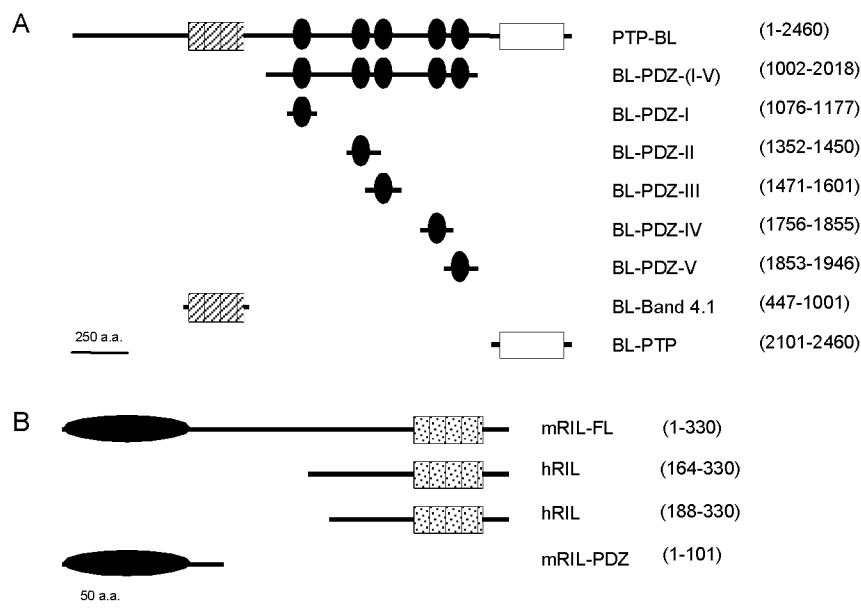 A
PTP-BL (1-2460)
BL-PDZ-(I-V) (1002-2018)
BL-PDZ-I (1076-1177)
BL-PDZ-II (1352-1450)
BL-PDZ-III (1471-1601)
BL-PDZ-IV (1756-1855)
BL-PDZ-V (1853-1946)
BL-Band 4.1 (447-1001)
250 a.a.
BL-PTP (2101-2460)
B
mRIL-FL (1-330)
hRIL (164-330)
hRIL (188-330)
mRIL-PDZ (1-101)
50 a.a.